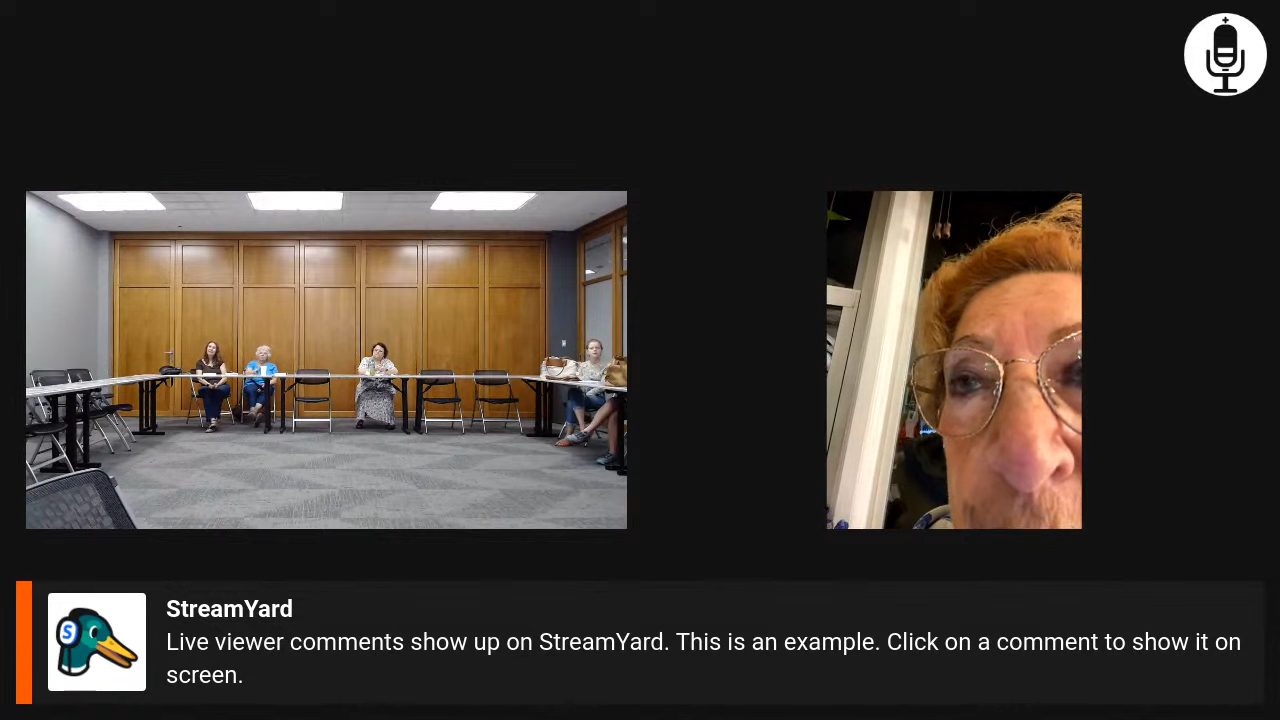 StreamYard
Live viewer comments show up on StreamYard. This is an example. Click on a comment to show it on
screen.
S